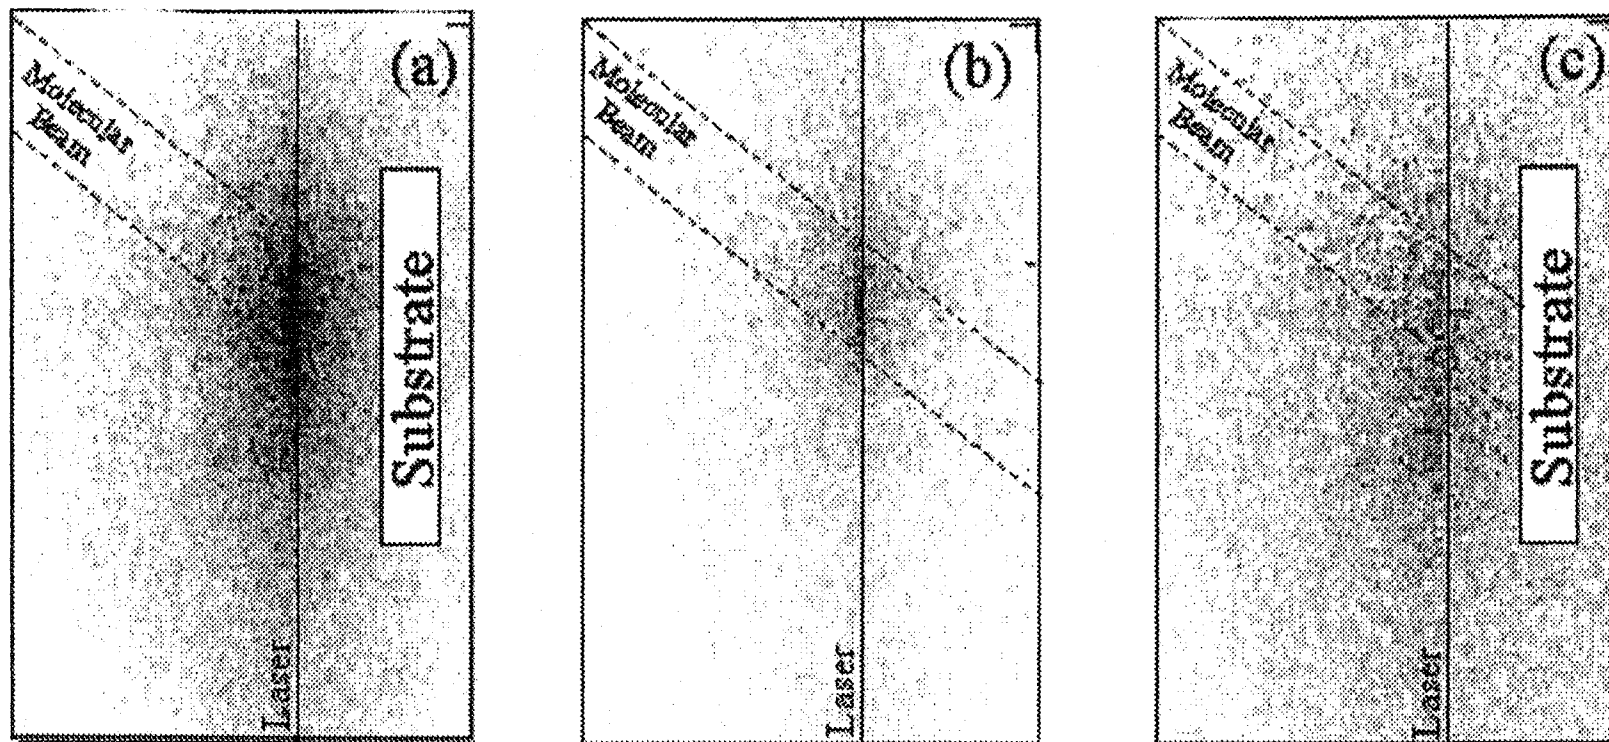 (a)
Molecular
Beam
Substrate
Laser
(b)
Molecular
Beam
Laser
(c)
Molecular
Beam
Substrate
Laser